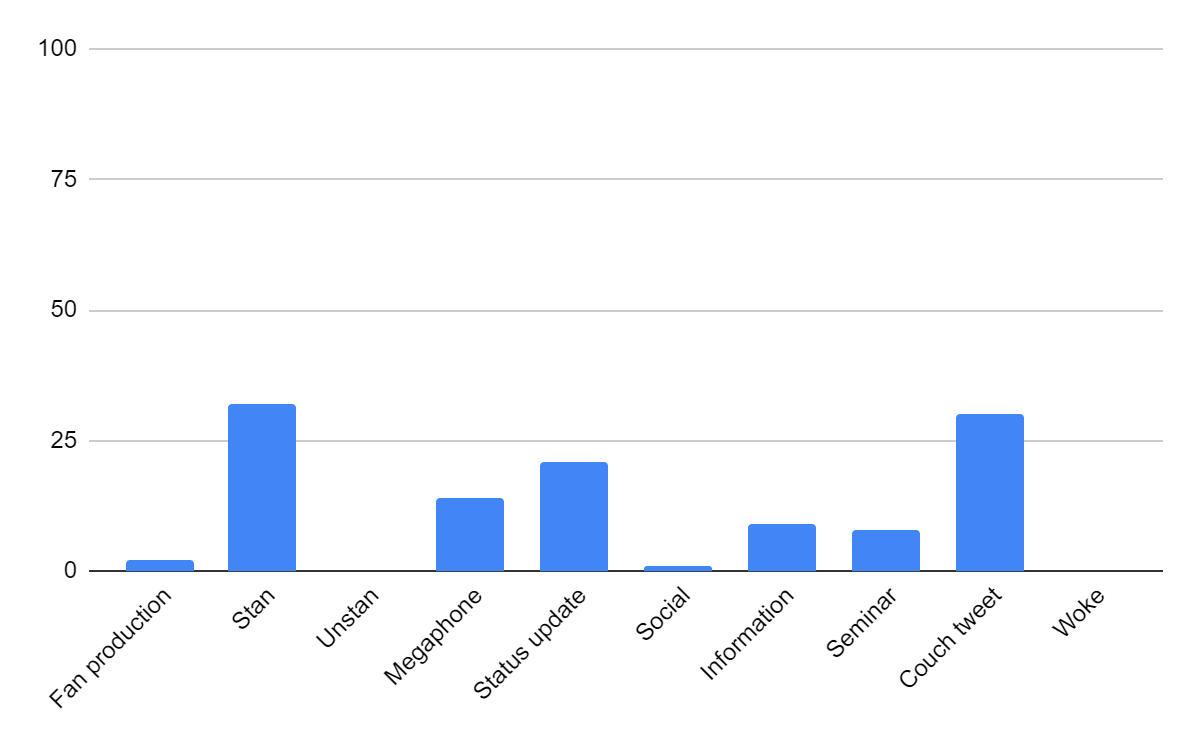 100
75
50
25
0
Fan production
Stan
Unstan
Megaphone
Status update
Social
Information
Seminar
Couch tweet
Woke